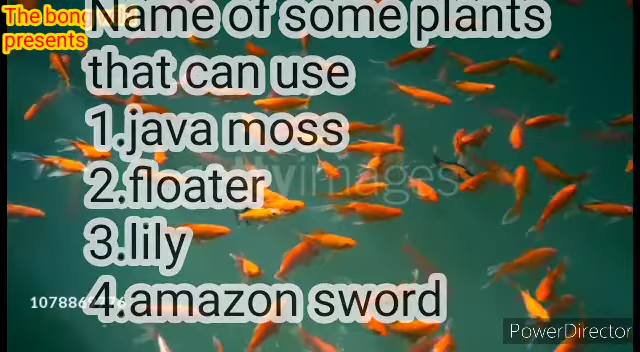 The bong
presents
Name of some plants
that can use
1.java moss
2.floater
3.lily
4.amazon sword
PowerDirector